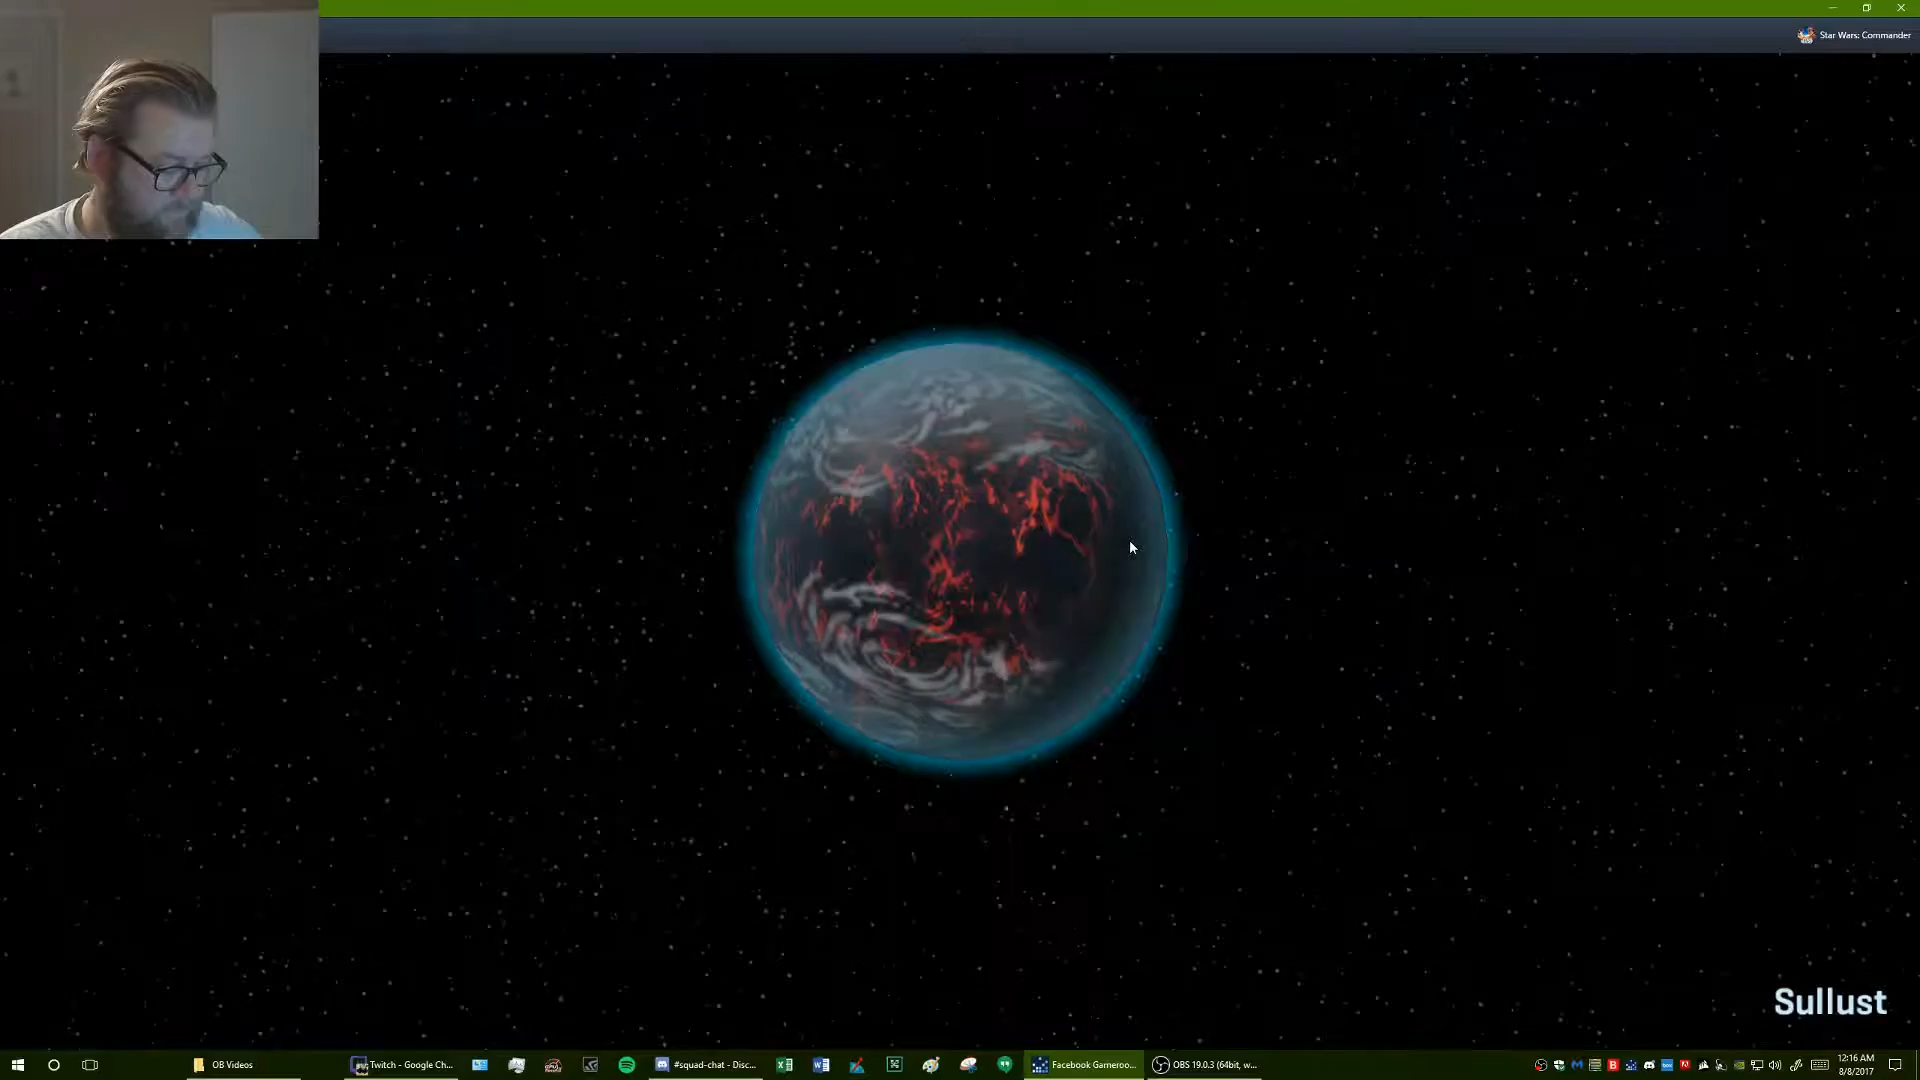 Star Wars: Commander
Sullust
OB Videos
Twitch - Google Ch...
#squad-chat - Disc...
Facebook Gameroo...
OBS 19.0.3 (64bit, w...
12:16 AM
8/8/2017